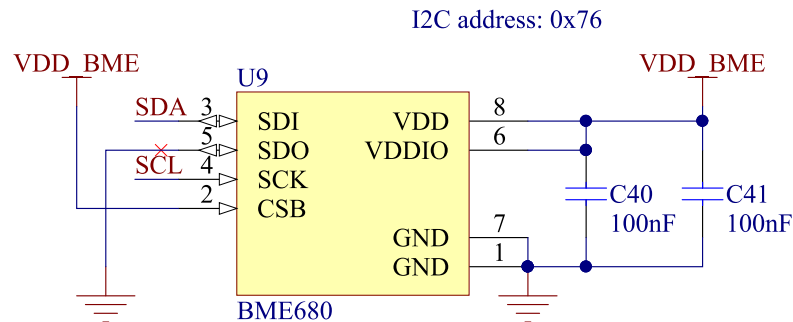 I2C address: 0x76
VDD_BME
VDD_BME
U9
SDA 3 SDI VDD 8
5 SDO VDDIO 6
SCL 4 SCK
C40 C41
2 CSB
100nF 100nF
GND 7
GND 1
BME680